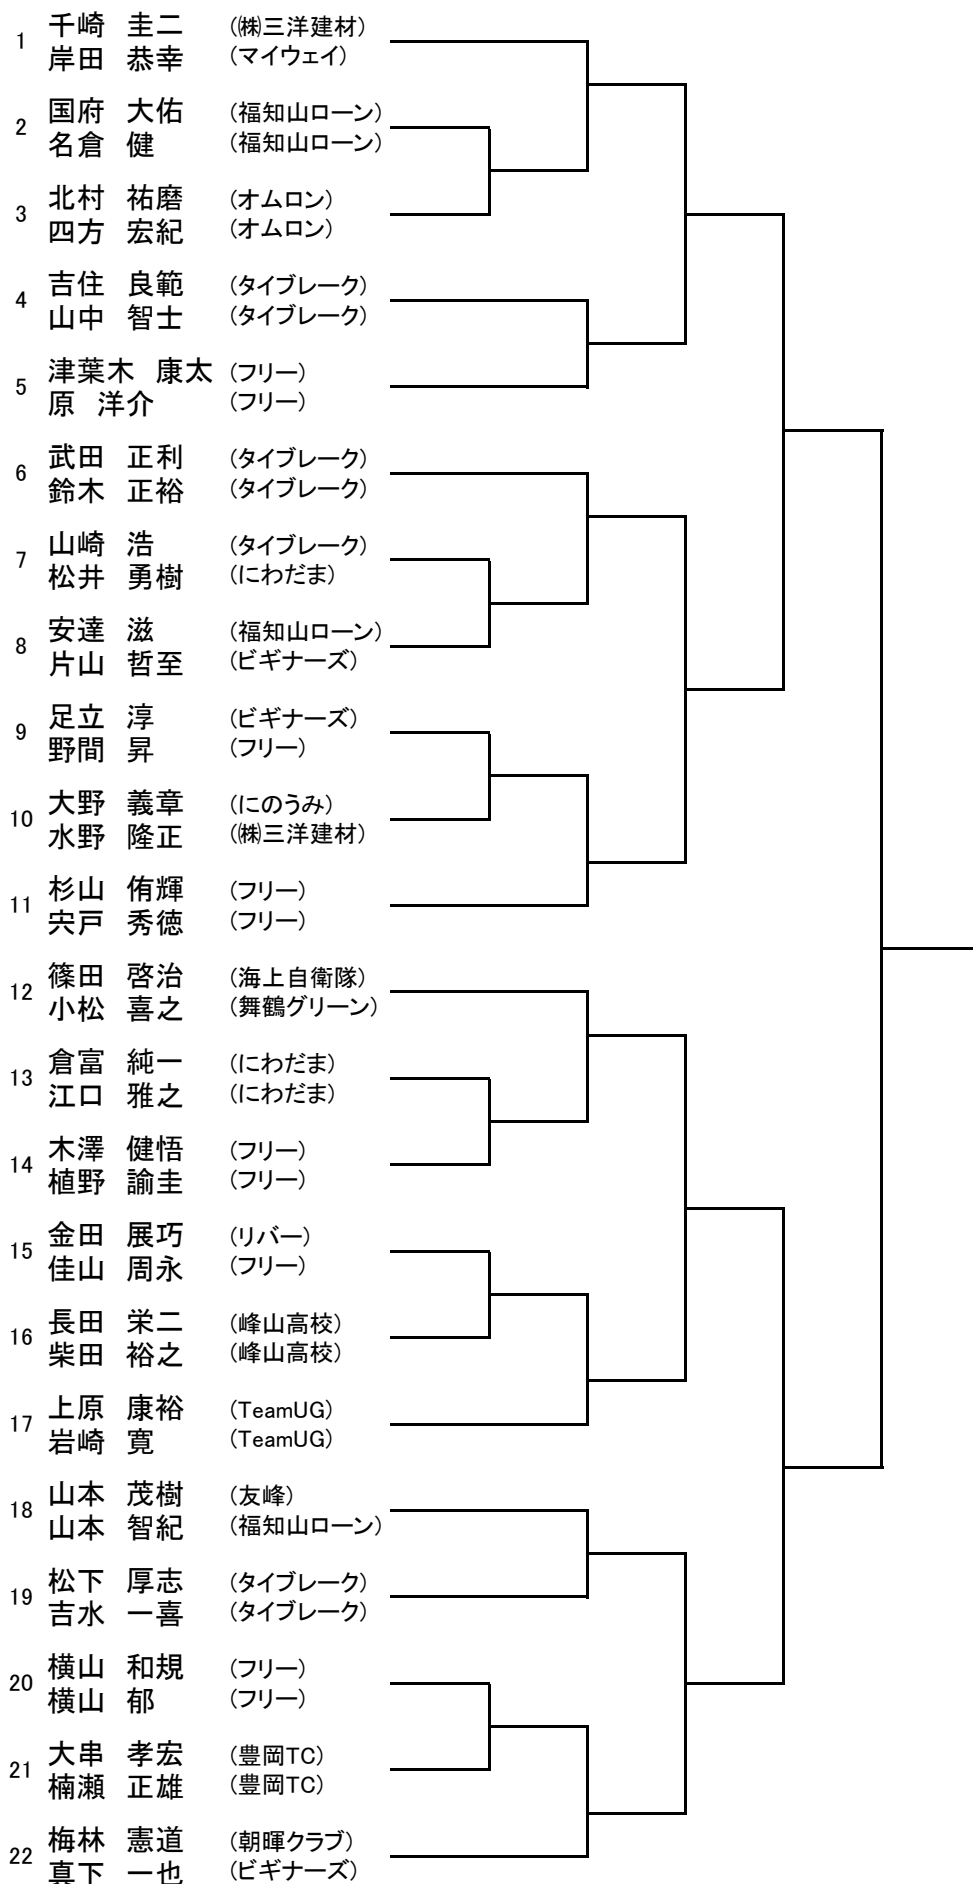 1 千崎 圭二 (㈱三洋建材)
岸田 恭幸 (マイウェイ)
2 国府 大佑 (福知山ローン)
名倉 健 (福知山ローン)
3 北村 祐磨 (オムロン)
四方 宏紀 (オムロン)
4 吉住 良範 (タイブレーク)
山中 智士 (タイブレーク)
5 津葉木 康太 (フリー)
原 洋介 (フリー)
6 武田 正利 (タイブレーク)
鈴木 正裕 (タイブレーク)
7 山崎 浩 (タイブレーク)
松井 勇樹 (にわだま)
8 安達 滋 (福知山ローン)
片山 哲至 (ビギナーズ)
9 足立 淳 (ビギナーズ)
野間 昇 (フリー)
10 大野 義章 (にのうみ)
水野 隆正 (㈱三洋建材)
11 杉山 侑輝 (フリー)
宍戸 秀徳 (フリー)
12 篠田 啓治 (海上自衛隊)
小松 喜之 (舞鶴グリーン)
13 倉富 純一 (にわだま)
江口 雅之 (にわだま)
14 木澤 健悟 (フリー)
植野 諭圭 (フリー)
15 金田 展巧 (リバー)
佳山 周永 (フリー)
16 長田 栄二 (峰山高校)
柴田 裕之 (峰山高校)
17 上原 康裕 (TeamUG)
岩崎 寛 (TeamUG)
18 山本 茂樹 (友峰)
山本 智紀 (福知山ローン)
19 松下 厚志 (タイブレーク)
吉水 一喜 (タイブレーク)
20 横山 和規 (フリー)
横山 郁 (フリー)
21 大串 孝宏 (豊岡TC)
楠瀬 正雄 (豊岡TC)
22 梅林 憲道 (朝暉クラブ)
真下 一也 (ビギナーズ)